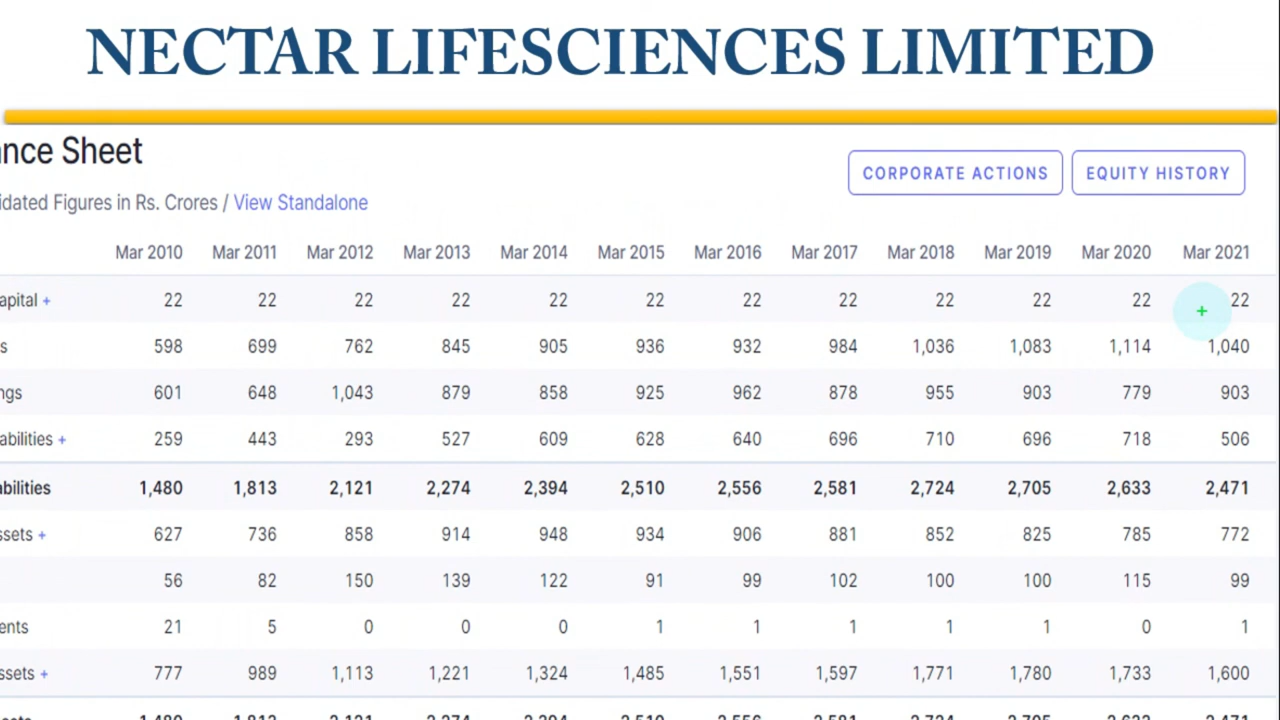 NECTAR LIFESCIENCES LIMITED
nce Sheet
CORPORATE ACTIONS EQUITY HISTORY
idated Figures in Rs. Crores / View Standalone
Mar 2010 Mar 2011 Mar 2012 Mar 2013 Mar 2014 Mar 2015 Mar 2016 Mar 2017 Mar 2018 Mar 2019 Mar 2020 Mar 2021
apital + 22 22 22 22 22 22 22 22 22 22 22 22
s 598 699 762 845 905 936 932 984 1,036 1,083 1,114 1,040
ngs 601 648 1,043 879 858 925 962 878 955 903 779 903
abilities + 259 443 293 527 609 628 640 696 710 696 718 506
abilities 1,480 1,813 2,121 2,274 2,394 2,510 2,556 2,581 2,724 2,705 2,633 2,471
ssets + 627 736 858 914 948 934 906 881 852 825 785 772
56 82 150 139 122 91 99 102 100 100 115 99
ents 21 5 0 0 0 1 1 1 1 1 0 1
ssets + 777 989 1,113 1,221 1,324 1,485 1,551 1,597 1,771 1,780 1,733 1,600